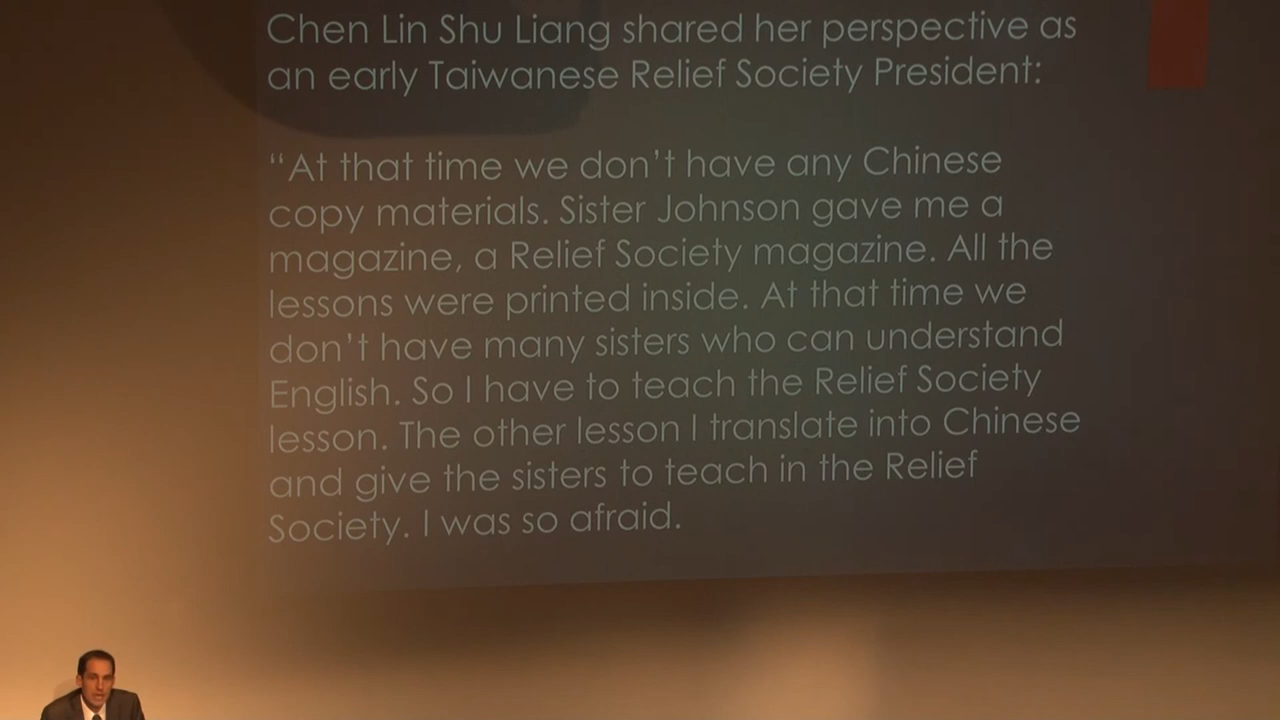 Chen Lin Shu Liang shared her perspective as
an early Taiwanese Relief Society President:
“At that time we don’t have any Chinese
copy materials. Sister Johnson gave me a
magazine, a Relief Society magazine. All the
lessons were printed inside. At that time we
don’t have many sisters who can understand
English. So I have to teach the Relief Society
lesson. The other lesson I translate into Chinese
and give the sisters to teach in the Relief
Society. I was so afraid.